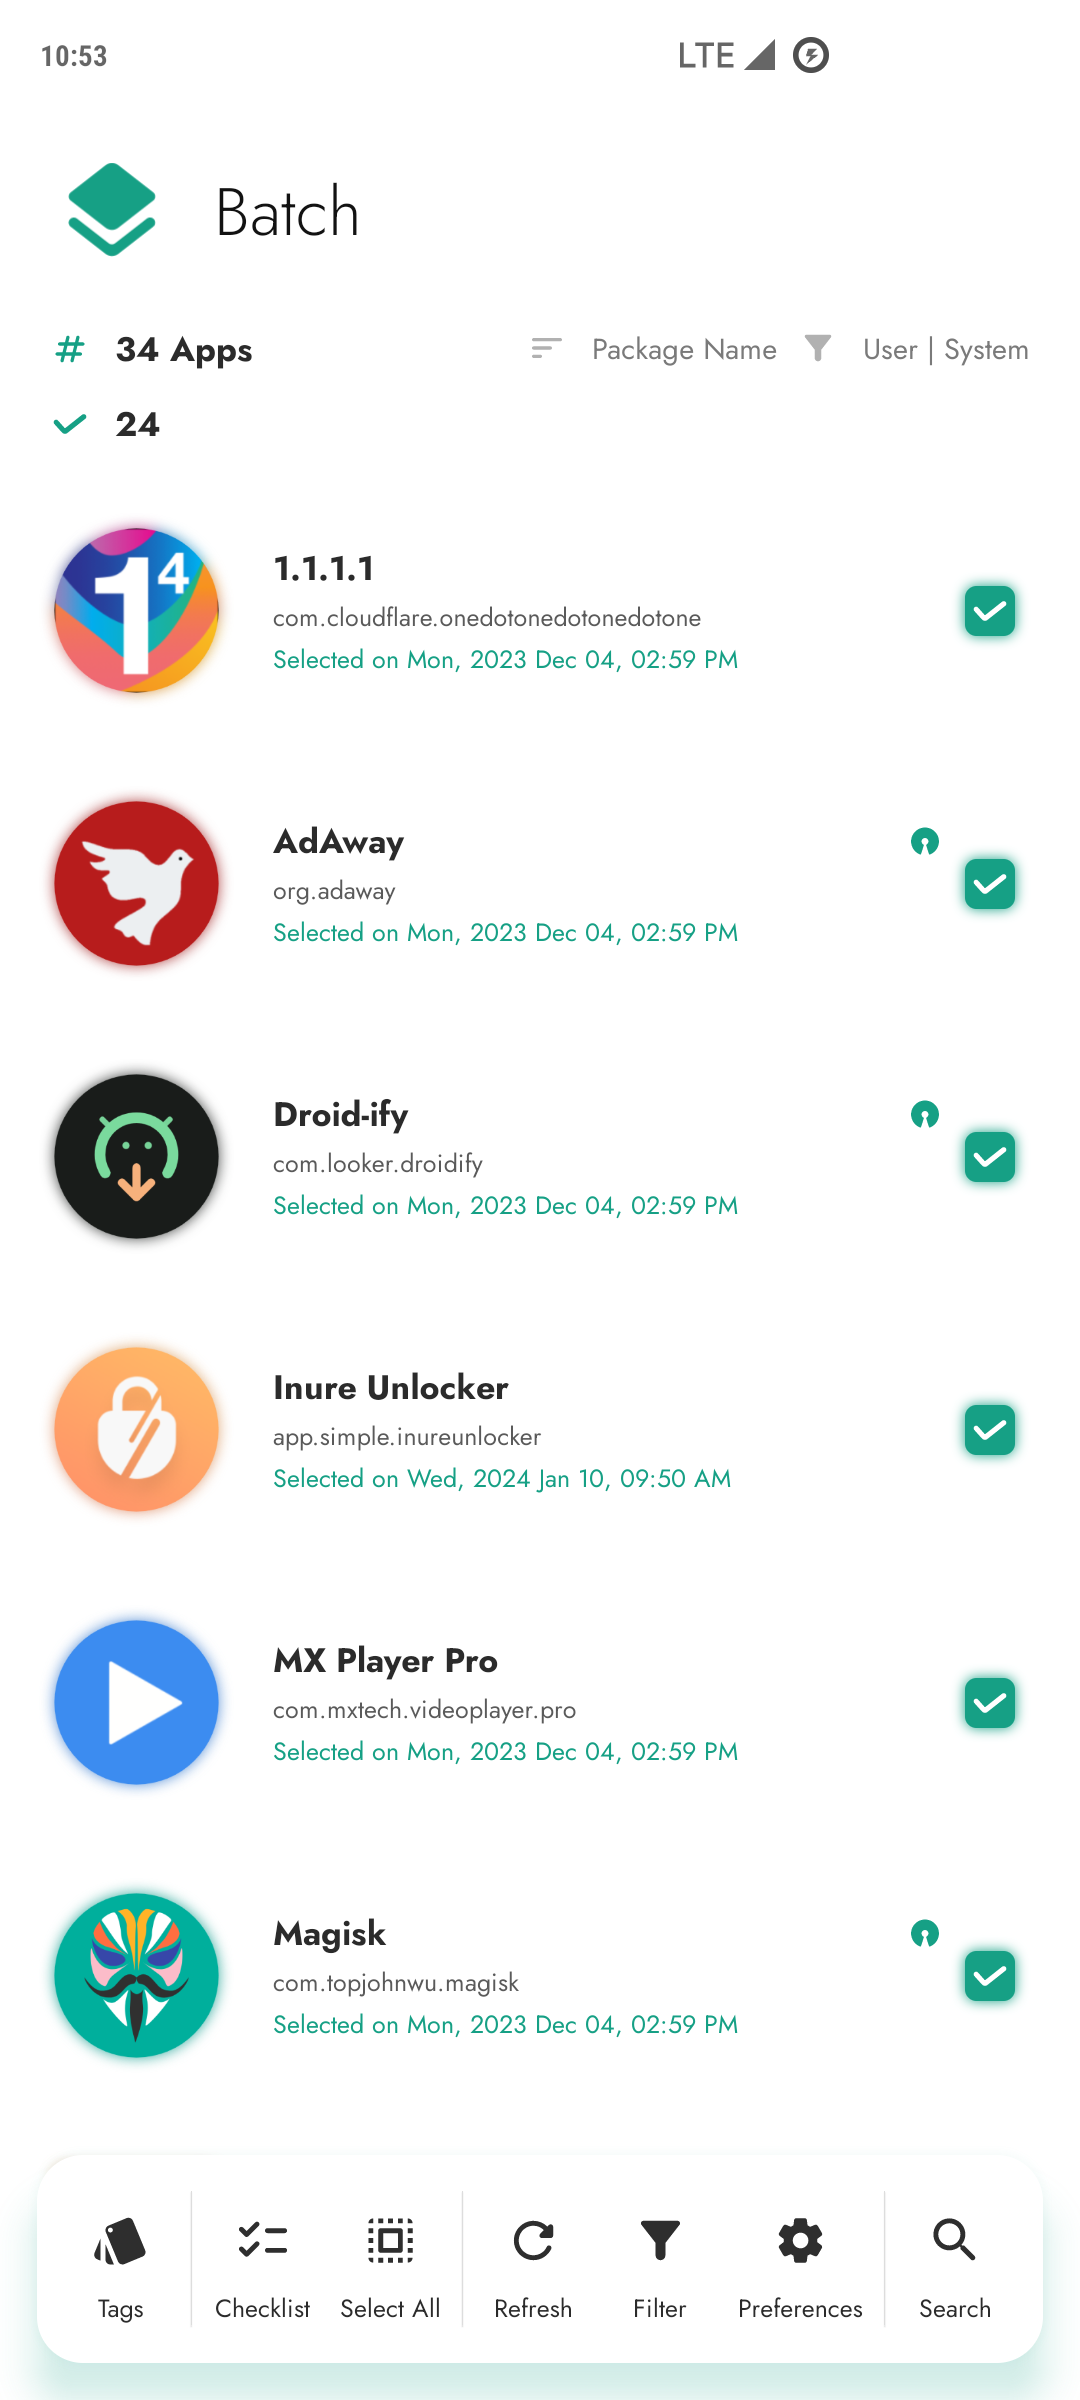 10:53
LTE
Batch
# 34 Apps
Package Name
User | System
24
1.1.1.1
com.cloudflare.onedotonedotonedotone
Selected on Mon, 2023 Dec 04, 02:59 PM
AdAway
org.adaway
Selected on Mon, 2023 Dec 04, 02:59 PM
Droid-ify
com.looker.droidify
Selected on Mon, 2023 Dec 04, 02:59 PM
Inure Unlocker
app.simple.inureunlocker
Selected on Wed, 2024 Jan 10, 09:50 AM
MX Player Pro
com.mxtech.videoplayer.pro
Selected on Mon, 2023 Dec 04, 02:59 PM
Magisk
com.topjohnwu.magisk
Selected on Mon, 2023 Dec 04, 02:59 PM
Tags
Checklist
Select All
Refresh
Filter
Preferences
Search